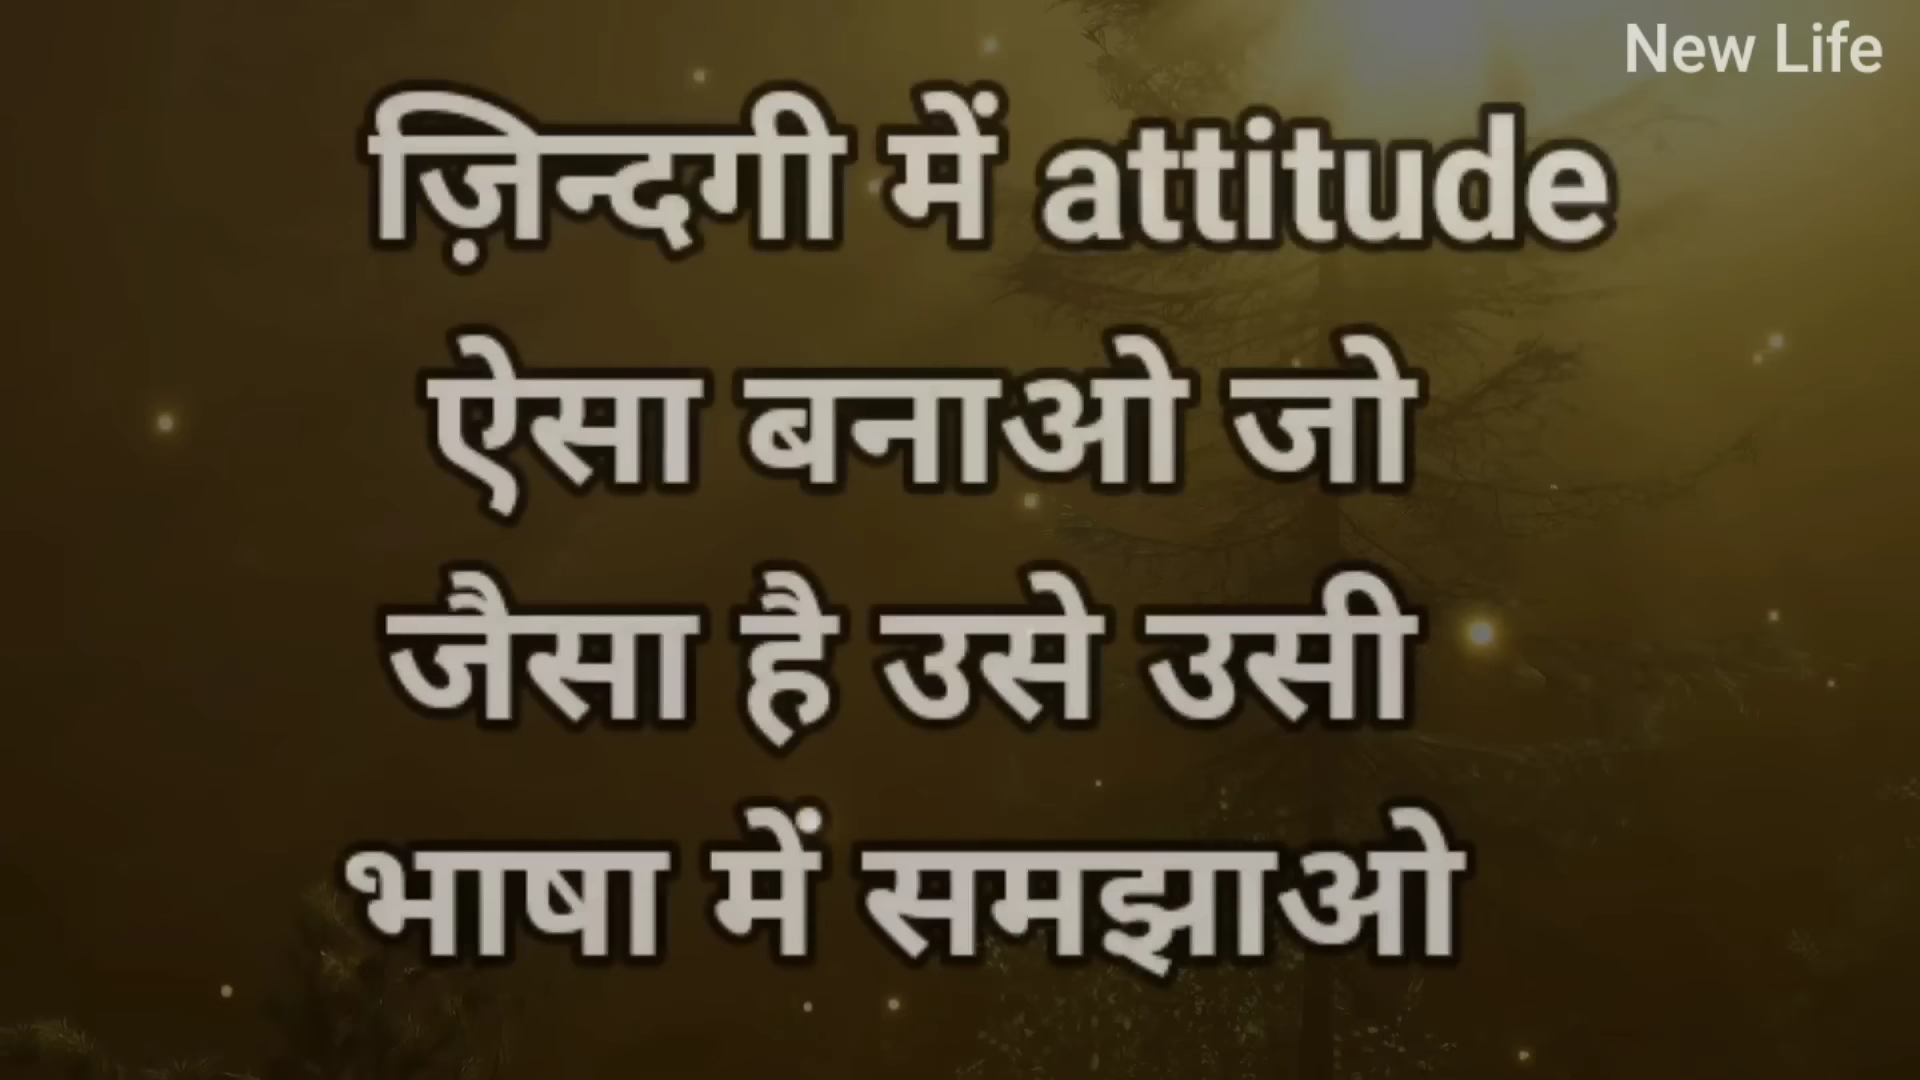 New Life
ज़िन्दगी में attitude
ऐसा बनाओ जो
जैसा है उसे उसी
भाषा में समझाओ